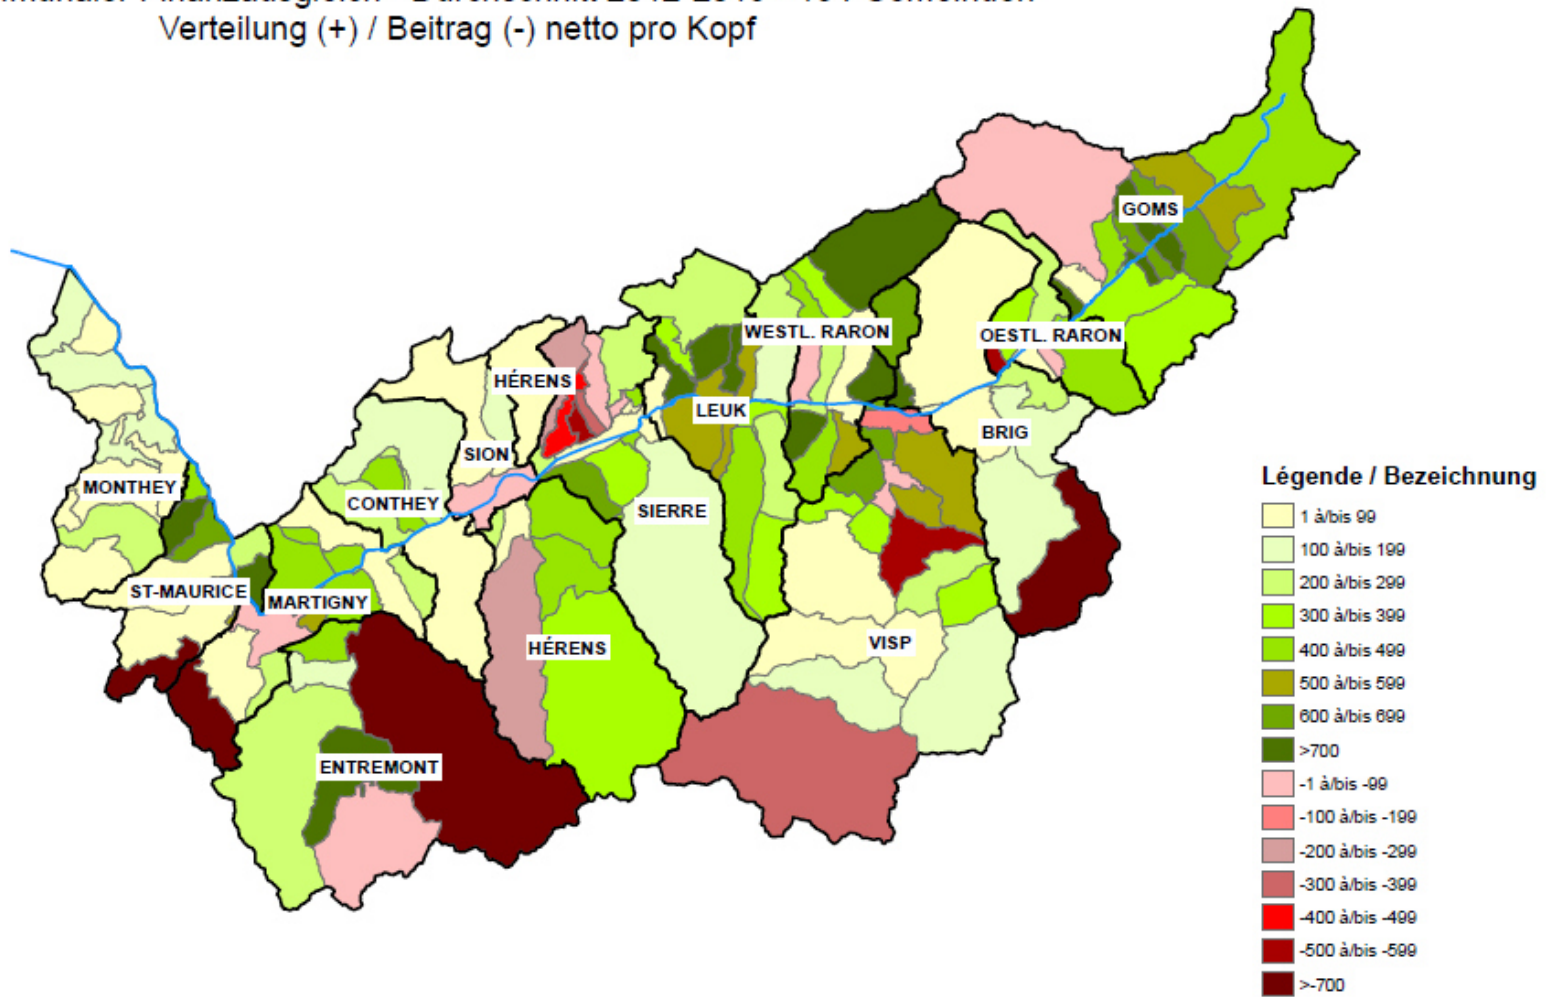 Verteilung (+) / Beitrag (-) netto pro Kopf
GOMS
WESTL. RARON
OESTL. RARON
HÉRENS
LEUK
BRIG
SION
MONTHEY
CONTHEY
SIERRE
ST-MAURICE
MARTIGNY
HÉRENS
VISP
ENTREMONT
Légende / Bezeichnung
1 à/bis 99
100 à/bis 199
200 à/bis 299
300 à/bis 399
400 à/bis 499
500 à/bis 599
600 à/bis 699
>700
-1 à/bis -99
-100 à/bis -199
-200 à/bis -299
-300 à/bis -399
-400 à/bis -499
-500 à/bis -599
>-700